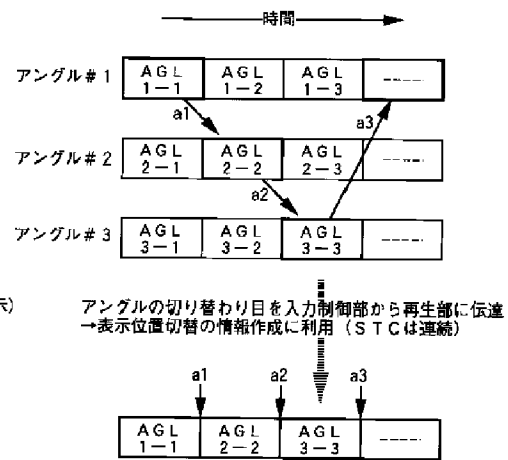 時間
アングル#1
AGL 1-1
AGL 1-2
AGL 1-3
-----
a1
a3
アングル#2
AGL 2-1
AGL 2-2
AGL 2-3
-----
a2
アングル#3
AGL 3-1
AGL 3-2
AGL 3-3
-----
示)
アングルの切り替わり目を入力制御部から再生部に伝達
→表示位置切替の情報作成に利用(STCは連続)
a1
a2
a3
AGL 1-1
AGL 2-2
AGL 3-3
-----